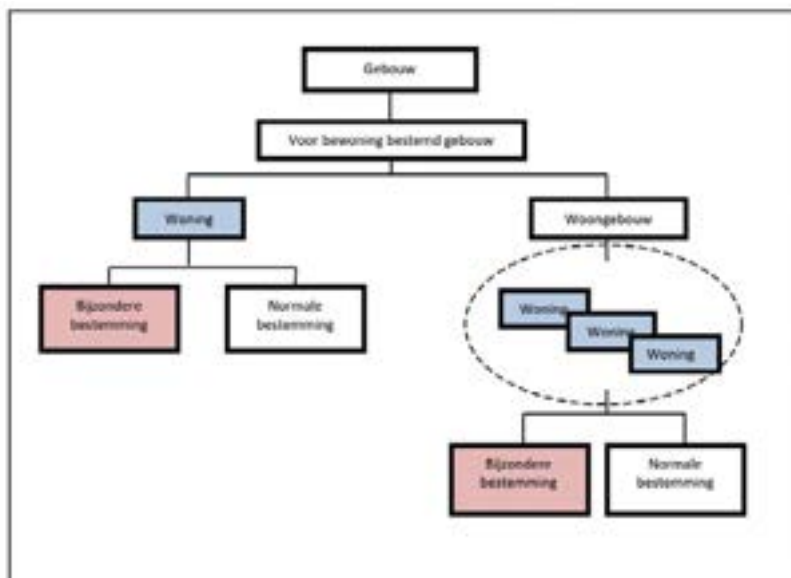 Gebouw
Voor bewoning bestemd gebouw
Woning
Woongebouw
Bijzondere
bestemming
Normale
bestemming
Woning
Woning
Woning
Bijzondere
bestemming
Normale
bestemming